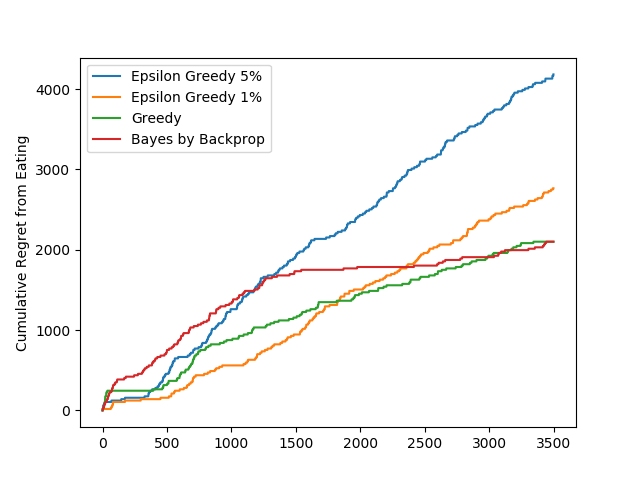 Epsilon Greedy 5%
Epsilon Greedy 1%
Greedy
Bayes by Backprop
Cumulative Regret from Eating
4000
3000
2000
1000
0
0 500 1000 1500 2000 2500 3000 3500